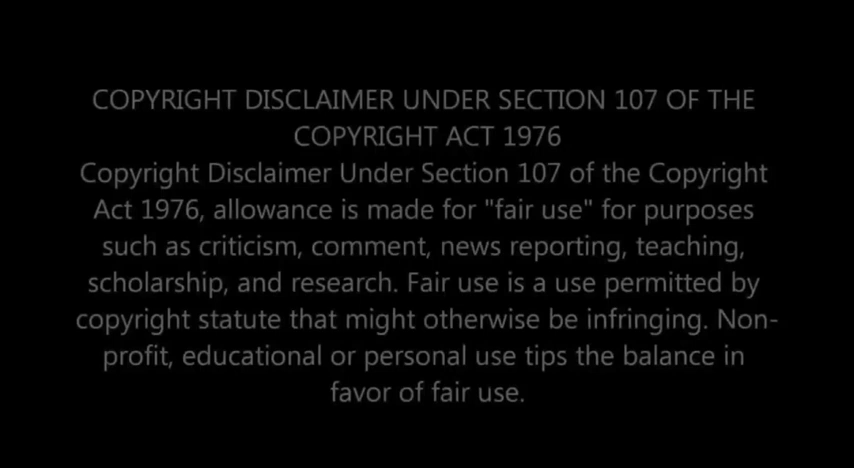 COPYRIGHT DISCLAIMER UNDER SECTION 107 OF THE
COPYRIGHT ACT 1976
Copyright Disclaimer Under Section 107 of the Copyright
Act 1976, allowance is made for "fair use" for purposes
such as criticism, comment, news reporting, teaching,
scholarship, and research. Fair use is a use permitted by
copyright statute that might otherwise be infringing. Non-
profit, educational or personal use tips the balance in
favor of fair use.